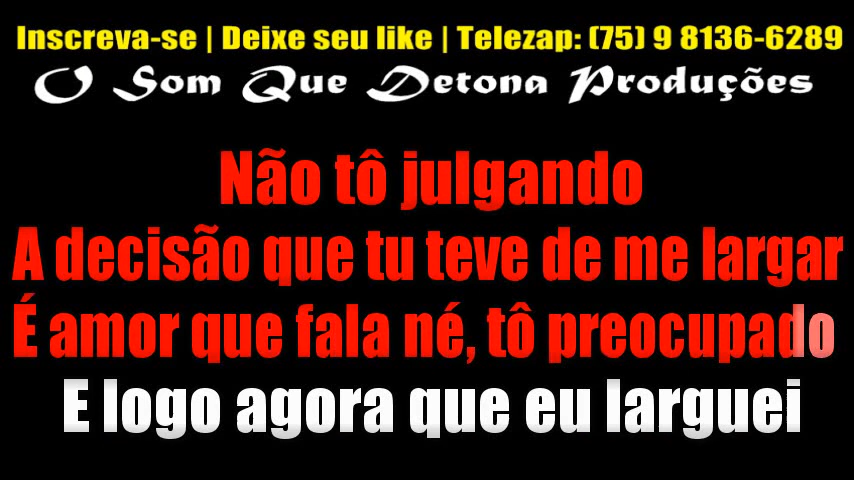 Inscreva-se | Deixe seu like | Telezap: (75) 9 8136-6289
O Som Que Detona Produções
Não tô julgando
A decisão que tu teve de me largar
É amor que fala né, tô preocupado
E logo agora que eu larguei